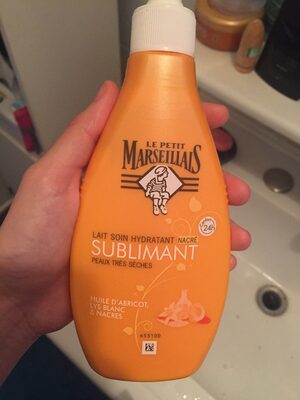 LE PETIT
MARSEILLAIS
LAIT SOIN HYDRATANT NACRÉ
24h
SUBLIMANT
PEAUX TRÈS SÈCHES
HUILE D'ABRICOT,
LYS BLANC
& NACRES